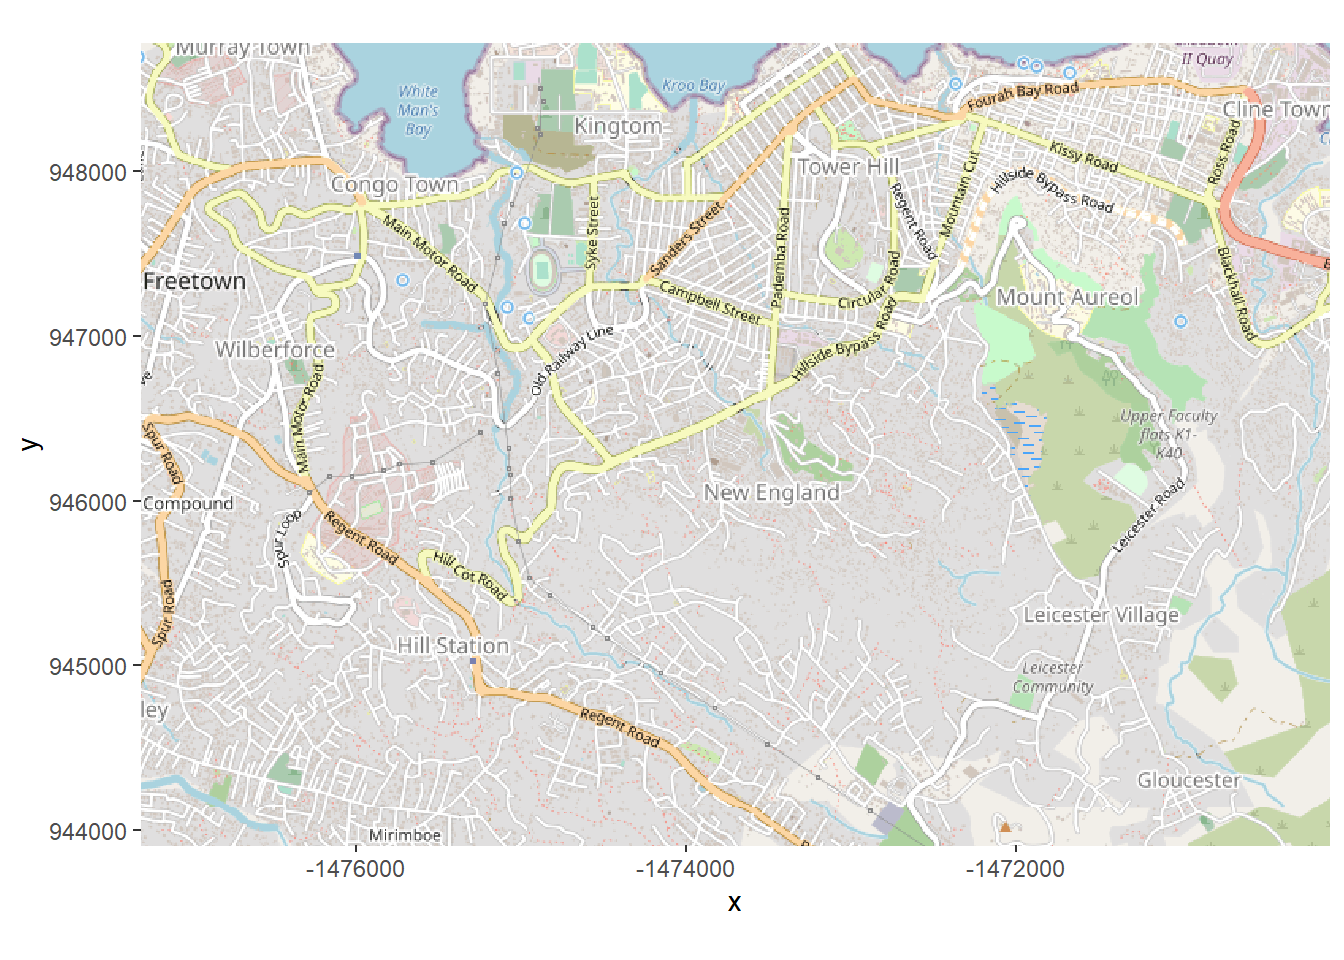 Murray Town
White
Man's
Bay
Kroo Bay
II Quay
Kingtom
Fourah Bay Road
Cline Town
948000
Congo Town
Tower Hill
Kissy Road
Ross Road
Hillside Bypass Road
Mountain Cut
Regent Road
Main Motor Road
Syke Street
Sanders Street
Pademba Road
Freetown
Campbell Street
Circular Road
Mount Aureol
Blackhall Road
947000
Wilberforce
Old Railway Line
Hillside Bypass Road
Main Motor Road
Upper Faculty
flats K1-
K40
y
Spur Road
946000
Compound
New England
Leicester Road
Spur Loop
Regent Road
Hill Cot Road
Spur Road
Leicester Village
Hill Station
945000
Leicester
Community
ley
Regent Road
Gloucester
944000
Mirimboe
-1476000
-1474000
-1472000
x